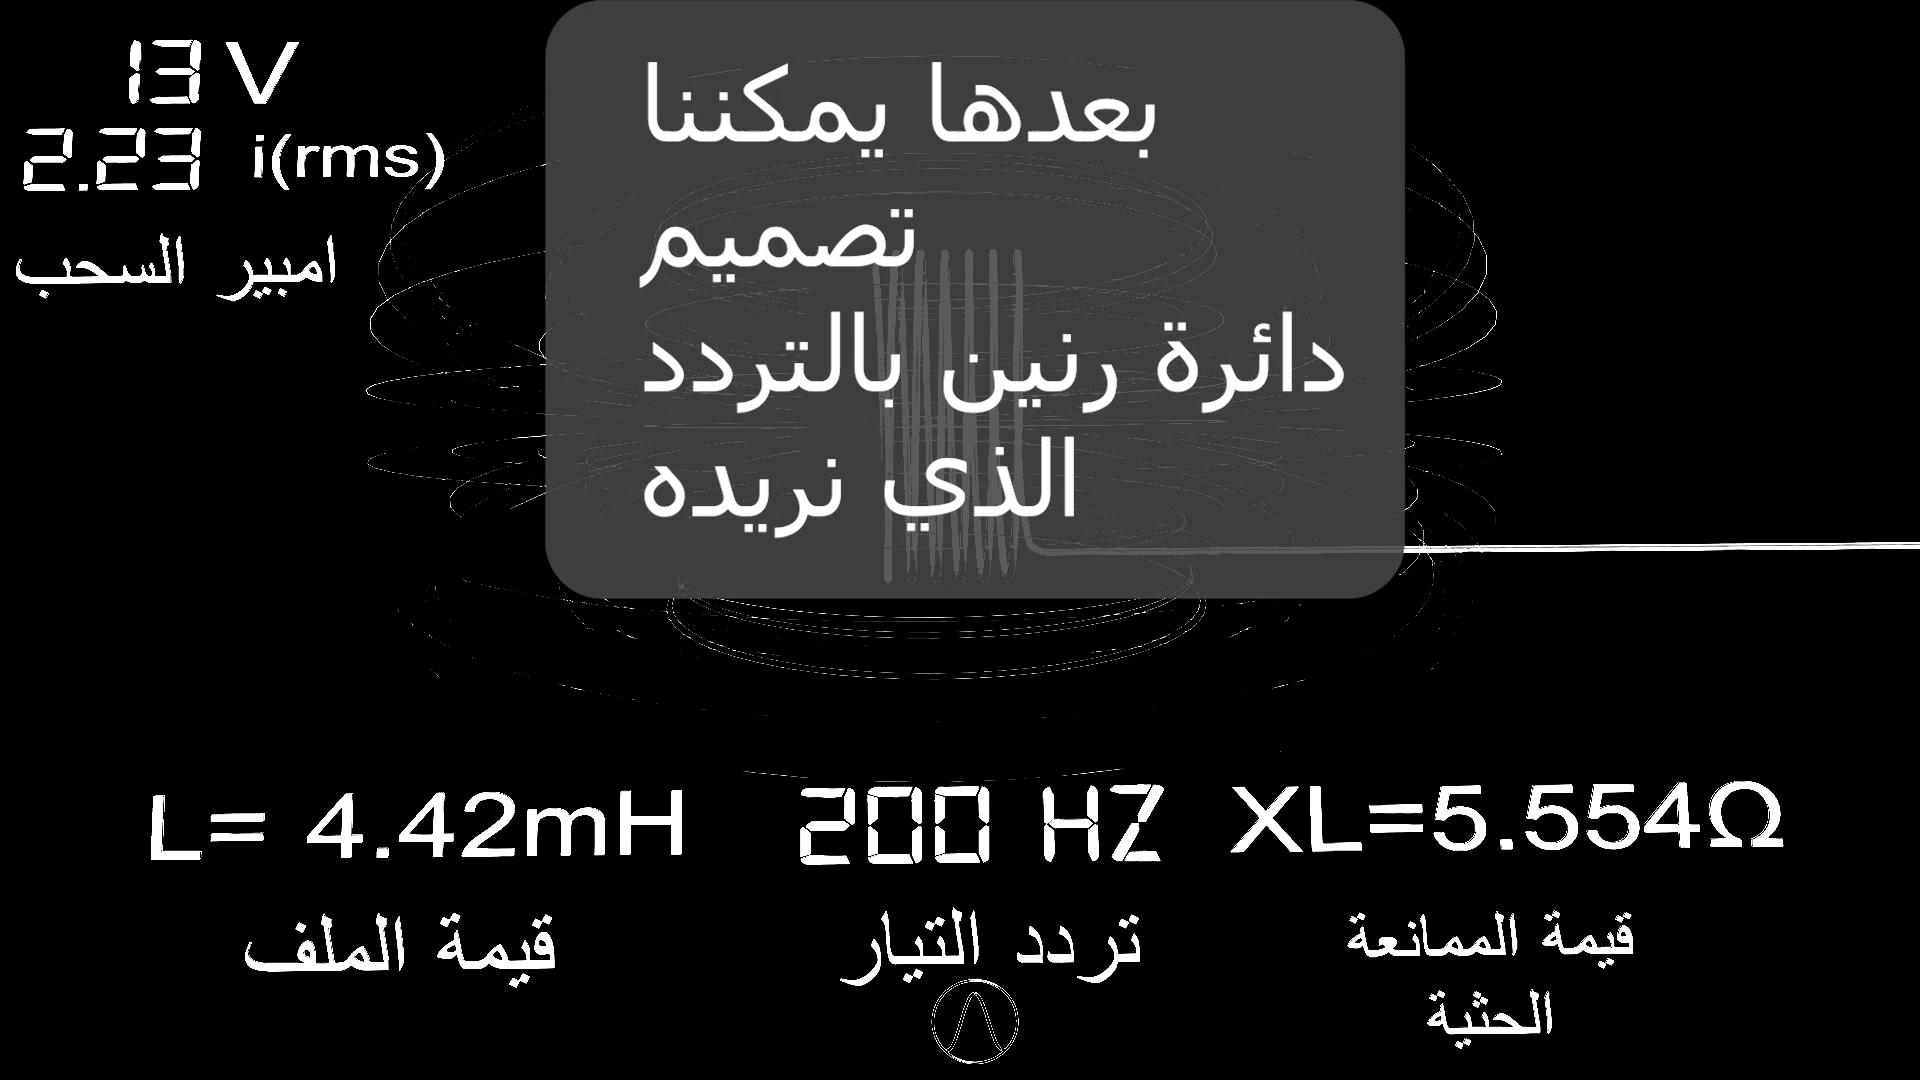 13 V
2.23 i(rms)
امبير السحب
بعدها يمكننا
تصميم
دائرة رنين بالتردد
الذي نريده
L= 4.42mH
قيمة الملف
200 HZ
تردد التيار
XL=5.554Ω
قيمة الممانعة
الحثية